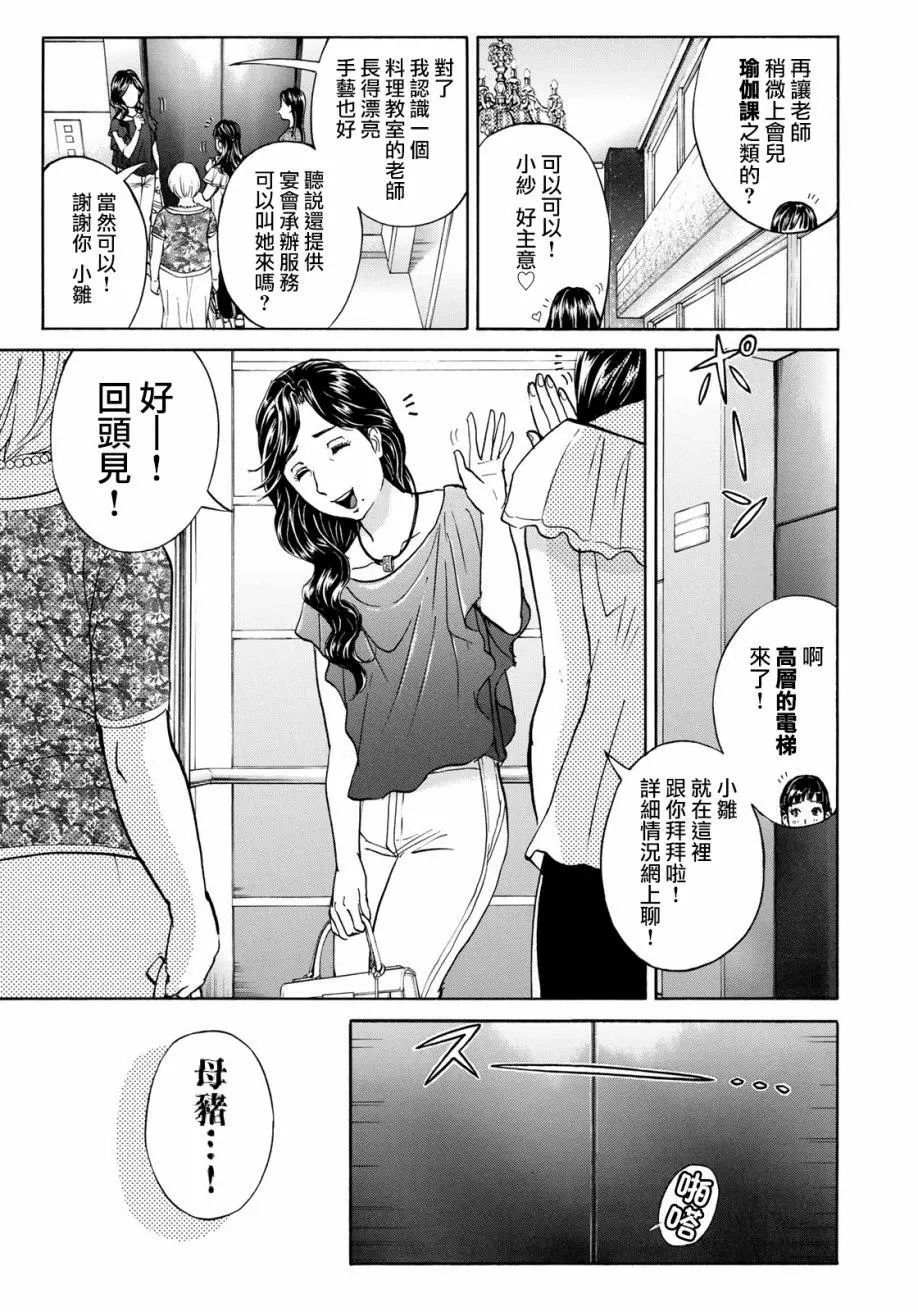 再讓老師
稍微上會兒
瑜伽課之類的？
可以可以！
小紗 好主意♡
對了
我認識一個
料理教室的老師
長得漂亮
手藝也好
聽説還提供
宴會承辦服務
可以叫她來嗎？
當然可以！
謝謝你 小雛
ポ°
啊
高層的電梯
來了！
小雛
就在這裡
跟你拜拜啦！
詳細情況網上聊！
好—！
回頭見！
スー…
啪嗒
母豬…！